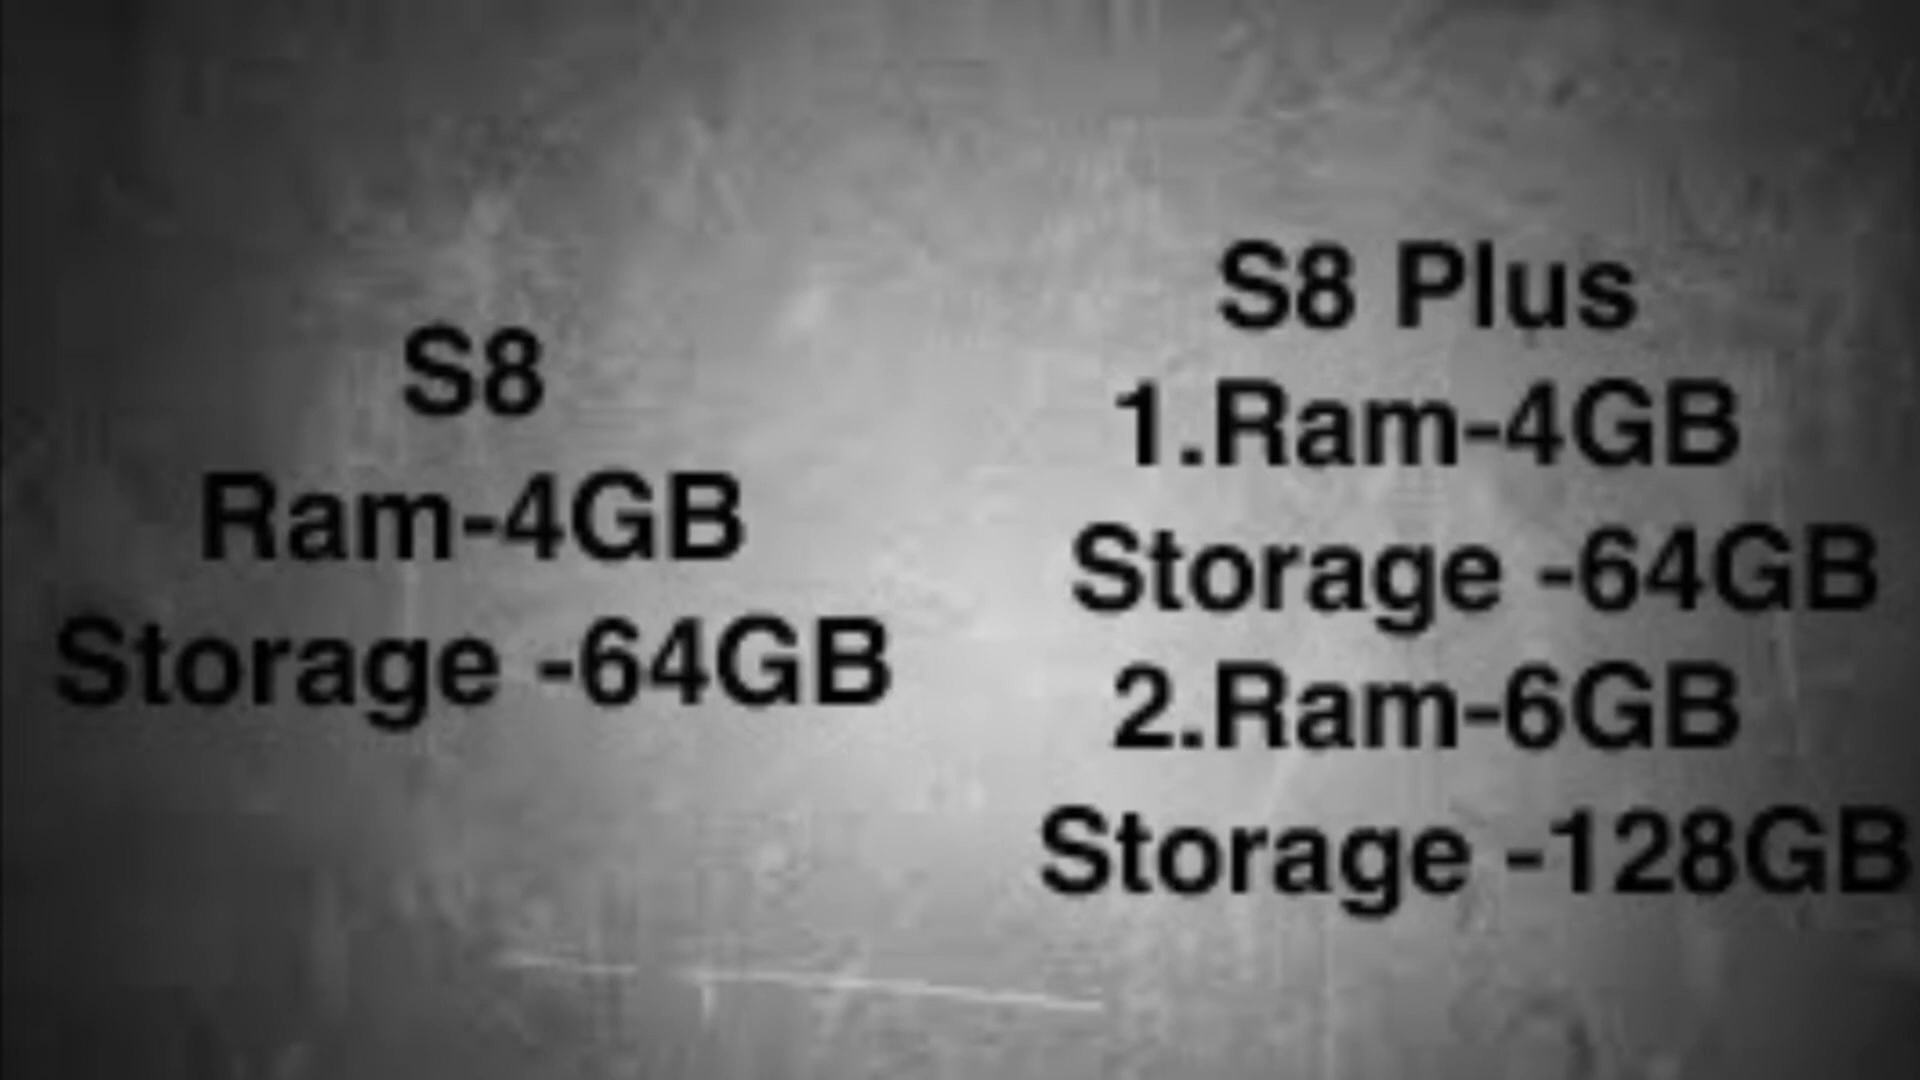 S8
Ram-4GB
Storage -64GB
S8 Plus
1.Ram-4GB
Storage -64GB
2.Ram-6GB
Storage -128GB